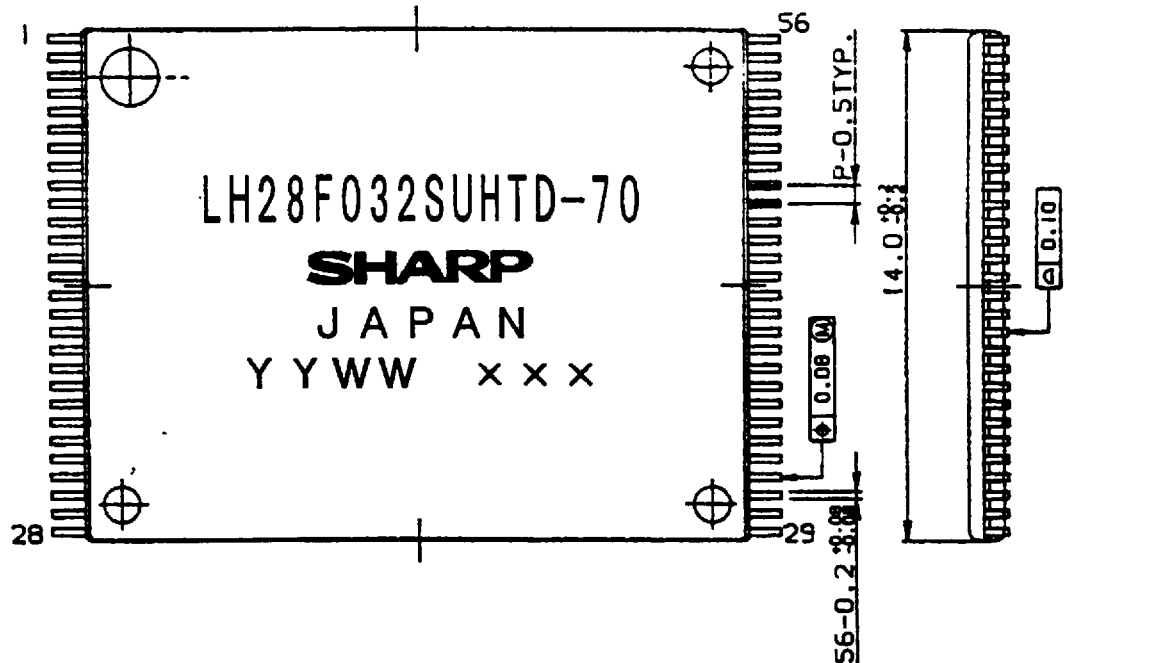 1
56
LH28F032SUHTD-70
SHARP
JAPAN
YYWW ×××
28
29
P-0.5TYP.
14.0
0.10
0.08 M
56-0.2